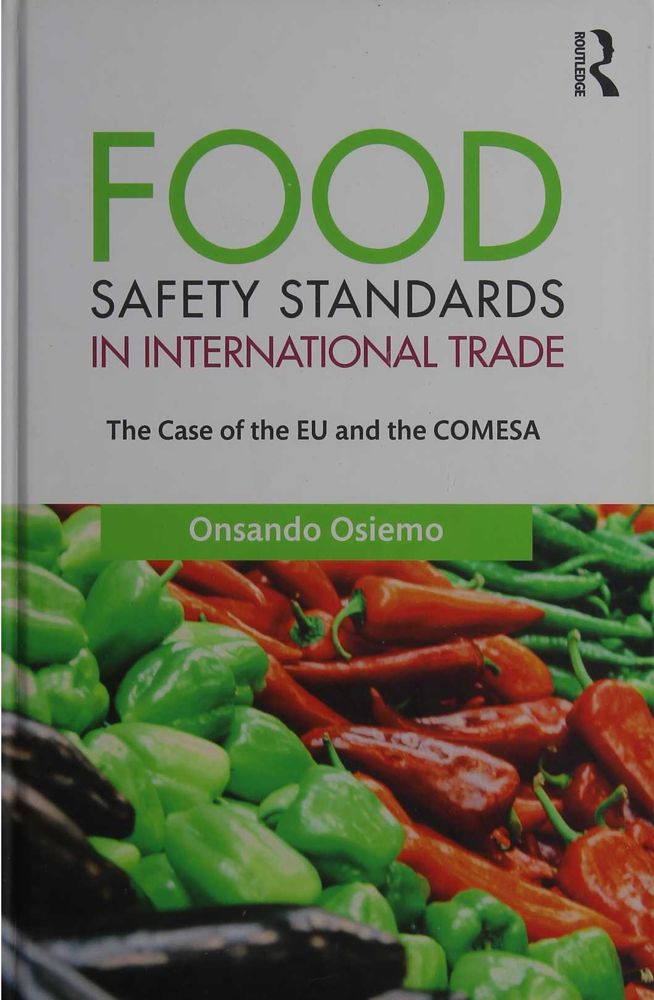 ROUTLEDGE
FOOD
SAFETY STANDARDS
IN INTERNATIONAL TRADE
The Case of the EU and the COMESA
Onsando Osiemo